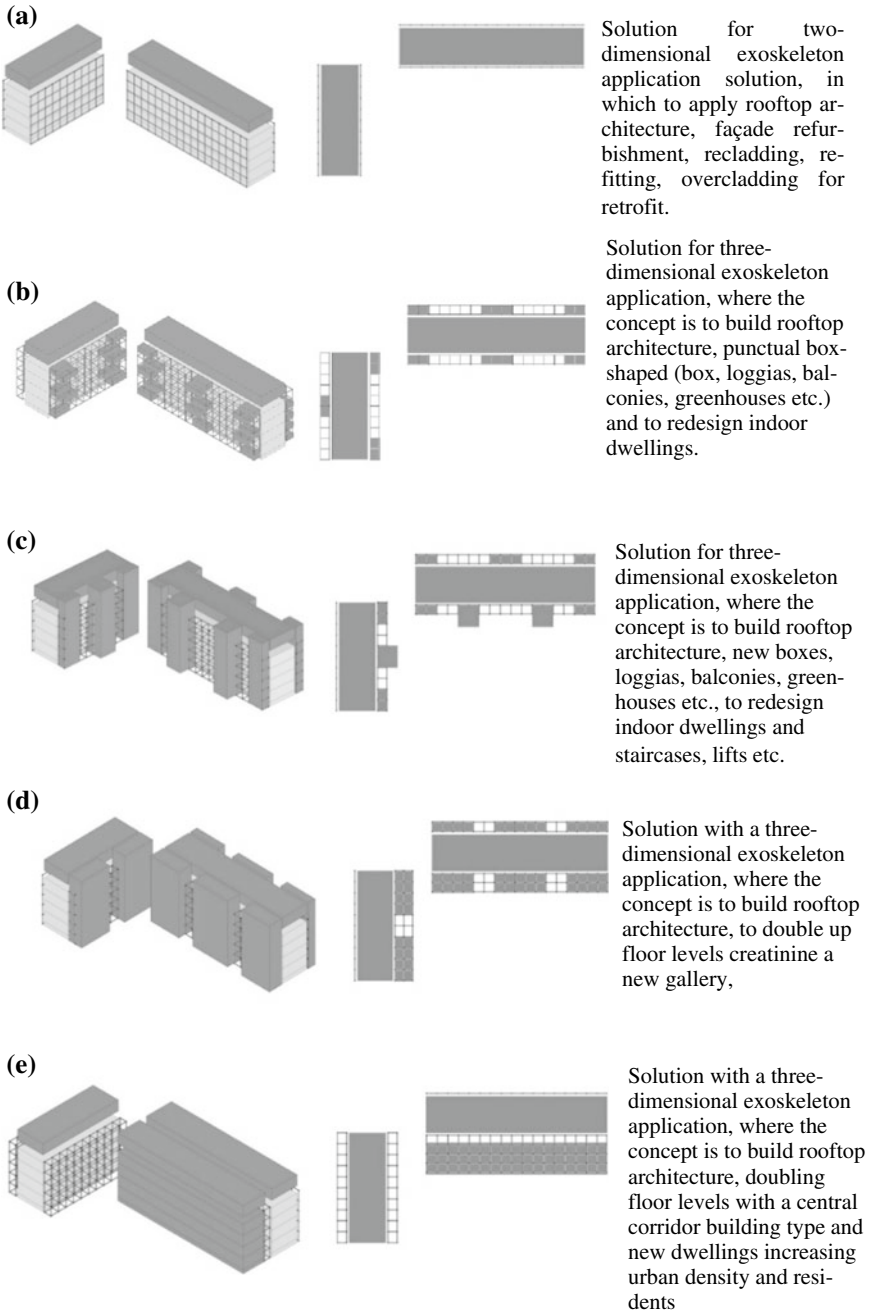 (a)
Solution for two-
dimensional exoskeleton
application solution, in
which to apply rooftop ar-
chitecture, façade refur-
bishment, recladding, re-
fitting, overcladding for
retrofit.
(b)
Solution for three-
dimensional exoskeleton
application, where the
concept is to build rooftop
architecture, punctual box-
shaped (box, loggias, bal-
conies, greenhouses etc.)
and to redesign indoor
dwellings.
(c)
Solution for three-
dimensional exoskeleton
application, where the
concept is to build rooftop
architecture, new boxes,
loggias, balconies, green-
houses etc., to redesign
indoor dwellings and
staircases, lifts etc.
(d)
Solution with a three-
dimensional exoskeleton
application, where the
concept is to build rooftop
architecture, to double up
floor levels creatinine a
new gallery,
(e)
Solution with a three-
dimensional exoskeleton
application, where the
concept is to build rooftop
architecture, doubling
floor levels with a central
corridor building type and
new dwellings increasing
urban density and resi-
dents